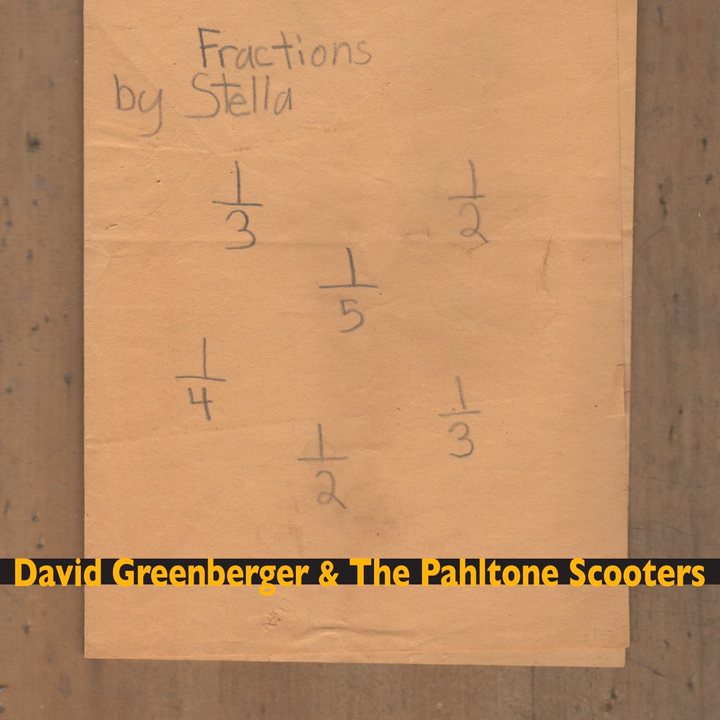 Fractions
by Stella
1/3
1/2
1/5
1/4
1/3
1/2
David Greenberger & The Pahltone Scooters